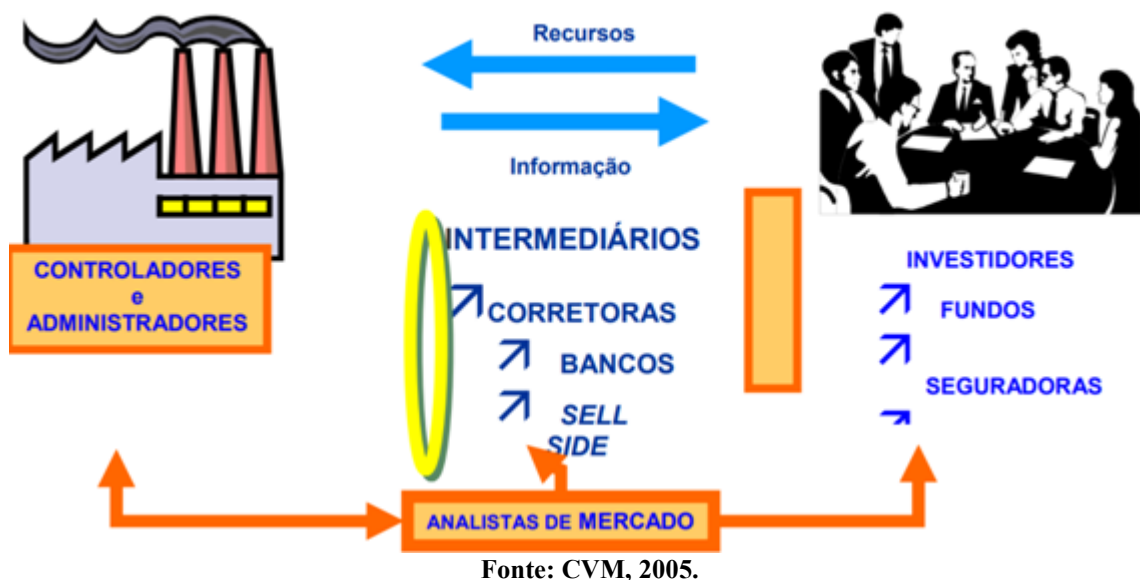 Recursos
Informação
CONTROLADORES
e
ADMINISTRADORES
INTERMEDIÁRIOS
CORRETORAS
BANCOS
SELL
SIDE
INVESTIDORES
FUNDOS
SEGURADORAS
ANALISTAS DE MERCADO
Fonte: CVM, 2005.